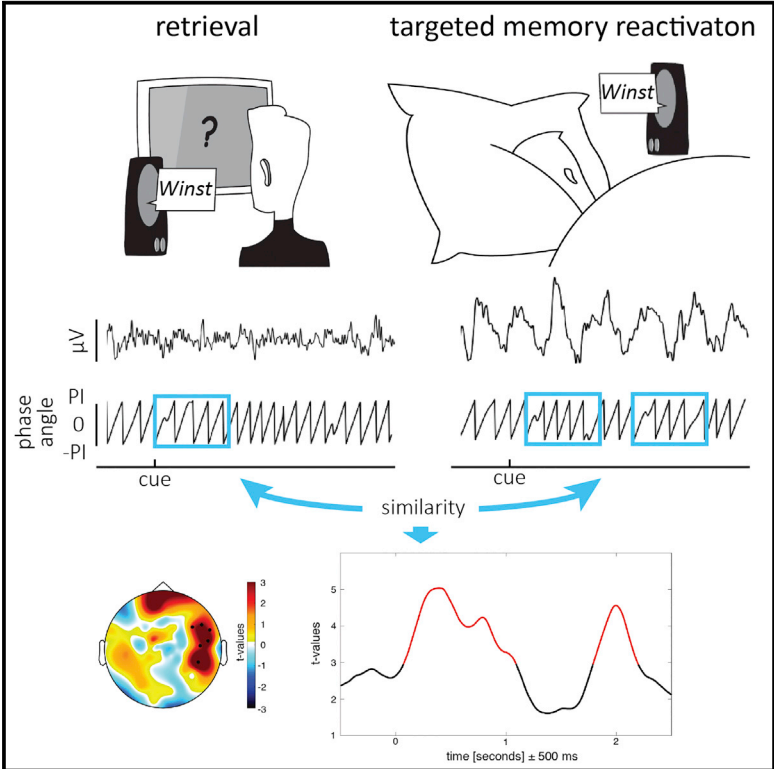 retrieval
targeted memory reactivaton
?
Winst
Winst
µV
phase angle
PI
0
-PI
cue
cue
similarity
3
2
1
0
-1
-2
-3
t-values
5
4
3
2
1
t-values
0
1
2
time [seconds] ± 500 ms